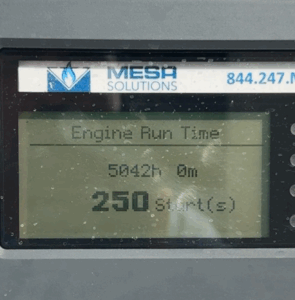 MESA
SOLUTIONS
844.247.
Engine Run Time
5042h 0m
250 Start(s)